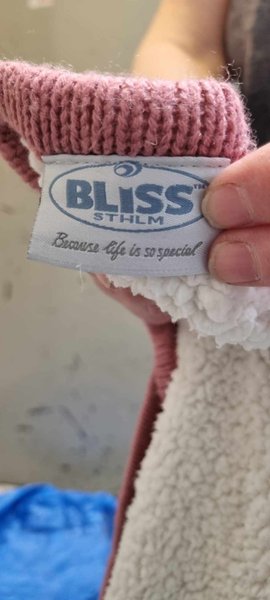 BLiSS™
STHLM
Because life is so special